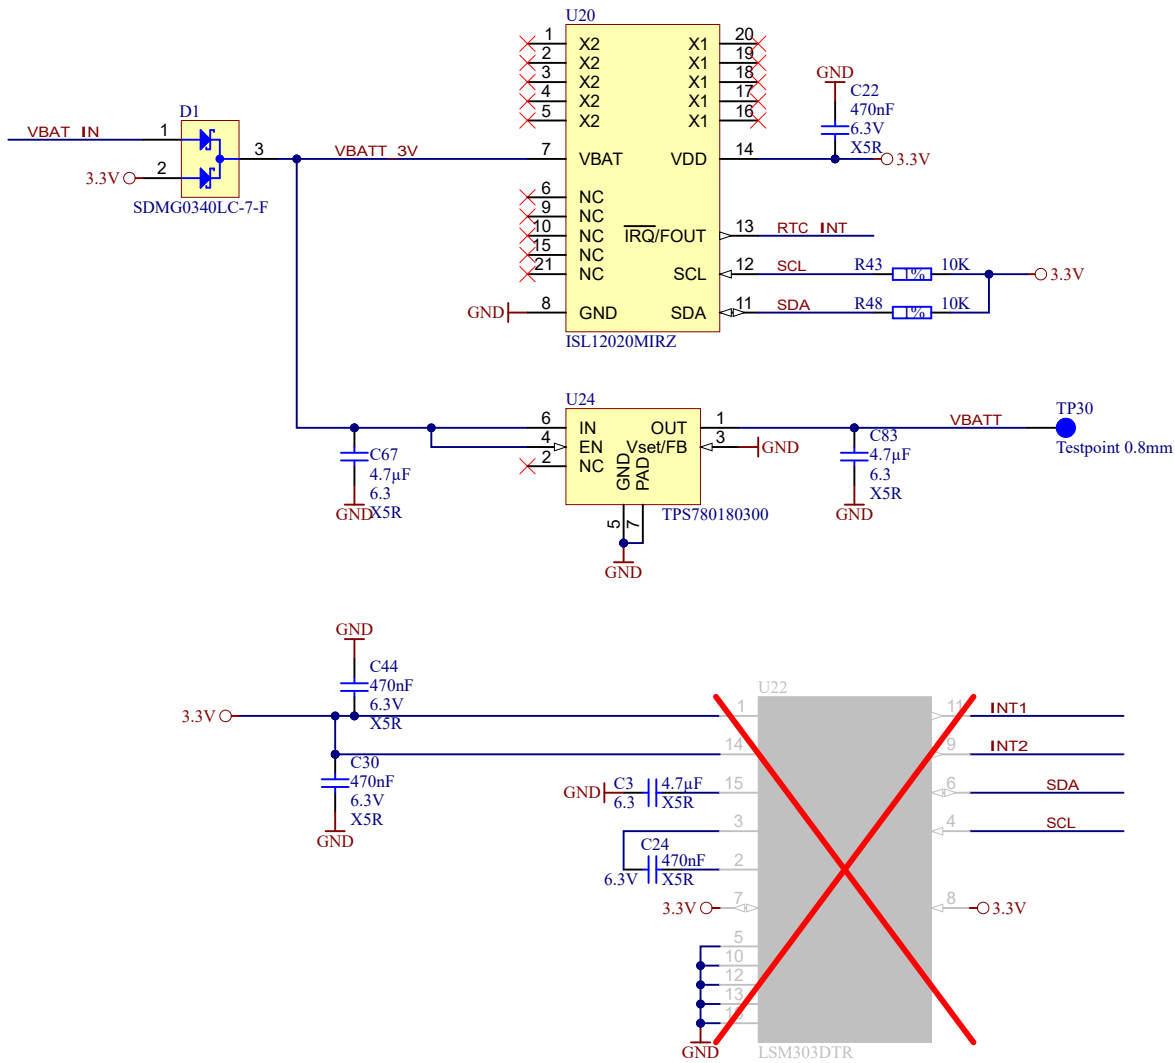 U20
1 X2 X1 20
2 X2 X1 19
3 X2 X1 18
4 X2 X1 17
5 X2 X1 16
GND
C22
470nF
6.3V
X5R
D1
VBAT_IN 1
3 VBATT_3V 7 VBAT VDD 14 3.3V
3.3V 2
SDMG0340LC-7-F
6 NC
9 NC
10 NC IRQ/FOUT 13 RTC_INT
15 NC
21 NC SCL 12 SCL R43 1% 10K 3.3V
GND 8 GND SDA 11 SDA R48 1% 10K
ISL12020MIRZ
U24
6 IN OUT 1 VBATT
4 EN Vset/FB 3 GND
2 NC
GND
PAD
5
7
TPS780180300
GND
C67
4.7µF
6.3
X5R
GND
C83
4.7µF
6.3
X5R
GND
TP30
Testpoint 0.8mm
GND
C44
470nF
6.3V
X5R
3.3V
C30
470nF
6.3V
X5R
GND
U22
1 11 INT1
14 9 INT2
GND C3 4.7µF 15 6 SDA
6.3 X5R
3 4 SCL
C24
470nF 2
6.3V X5R
3.3V 7 8 3.3V
5
10
12
13
GND
LSM303DTR